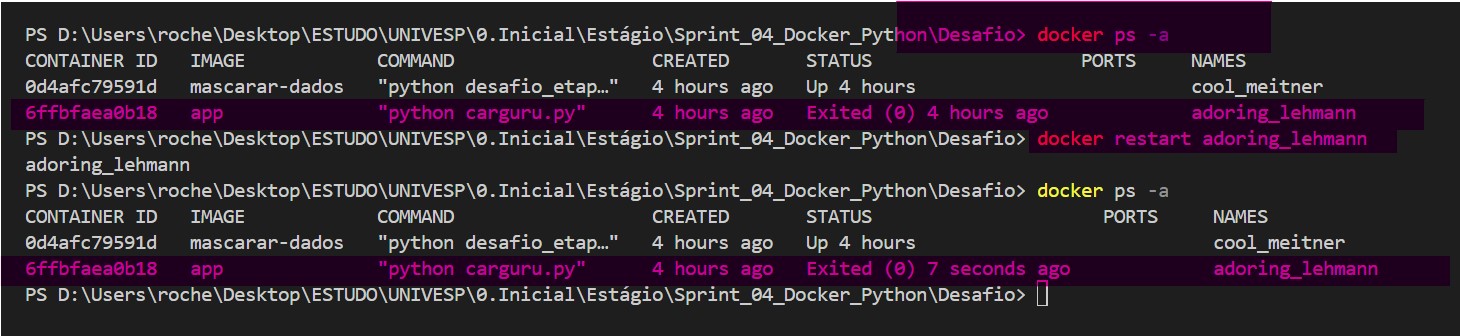 PS D:\Users\roche\Desktop\ESTUDO\UNIVESP\0.Inicial\Estágio\Sprint_04_Docker_Python\Desafio> docker ps -a
CONTAINER ID   IMAGE            COMMAND                  CREATED       STATUS                   PORTS     NAMES
0d4afc79591d   mascarar-dados   "python desafio_etap…"   4 hours ago   Up 4 hours                         cool_meitner
6ffbfaea0b18   app              "python carguru.py"      4 hours ago   Exited (0) 4 hours ago             adoring_lehmann
PS D:\Users\roche\Desktop\ESTUDO\UNIVESP\0.Inicial\Estágio\Sprint_04_Docker_Python\Desafio> docker restart adoring_lehmann
adoring_lehmann
PS D:\Users\roche\Desktop\ESTUDO\UNIVESP\0.Inicial\Estágio\Sprint_04_Docker_Python\Desafio> docker ps -a
CONTAINER ID   IMAGE            COMMAND                  CREATED       STATUS                     PORTS     NAMES
0d4afc79591d   mascarar-dados   "python desafio_etap…"   4 hours ago   Up 4 hours                           cool_meitner
6ffbfaea0b18   app              "python carguru.py"      4 hours ago   Exited (0) 7 seconds ago             adoring_lehmann
PS D:\Users\roche\Desktop\ESTUDO\UNIVESP\0.Inicial\Estágio\Sprint_04_Docker_Python\Desafio>